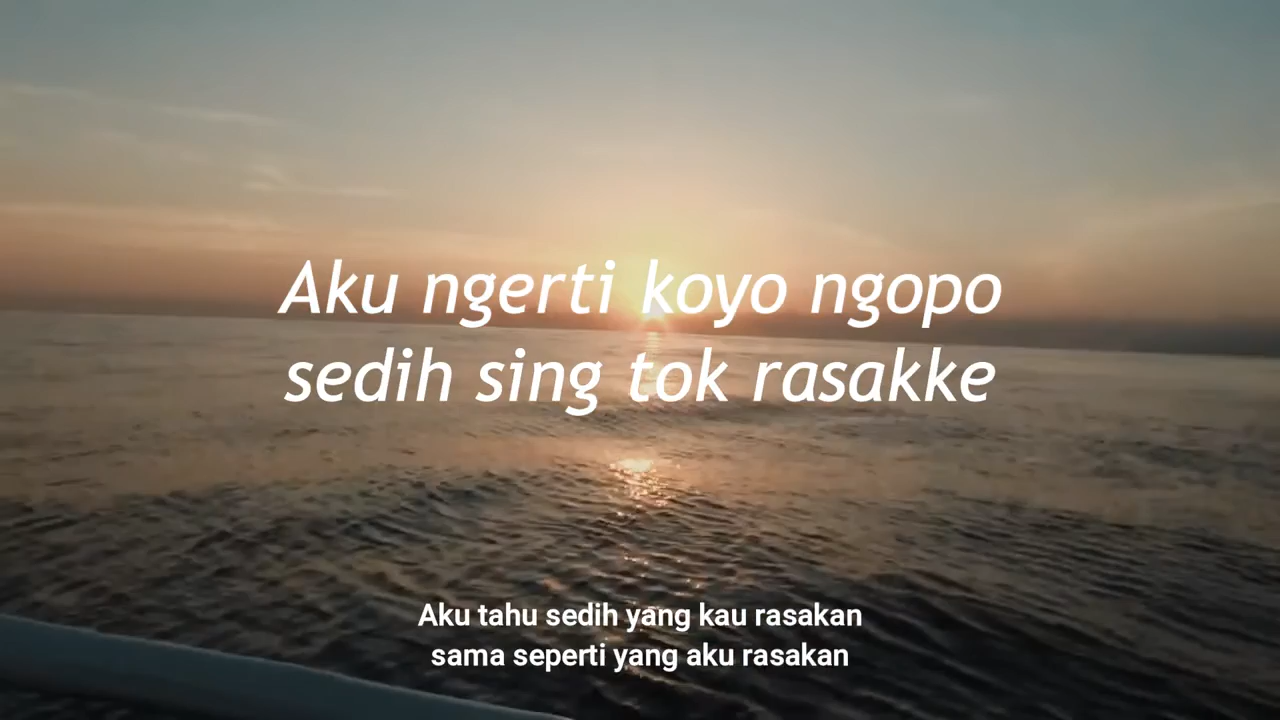 Aku ngerti koyo ngopo
sedih sing tok rasakke
Aku tahu sedih yang kau rasakan
sama seperti yang aku rasakan